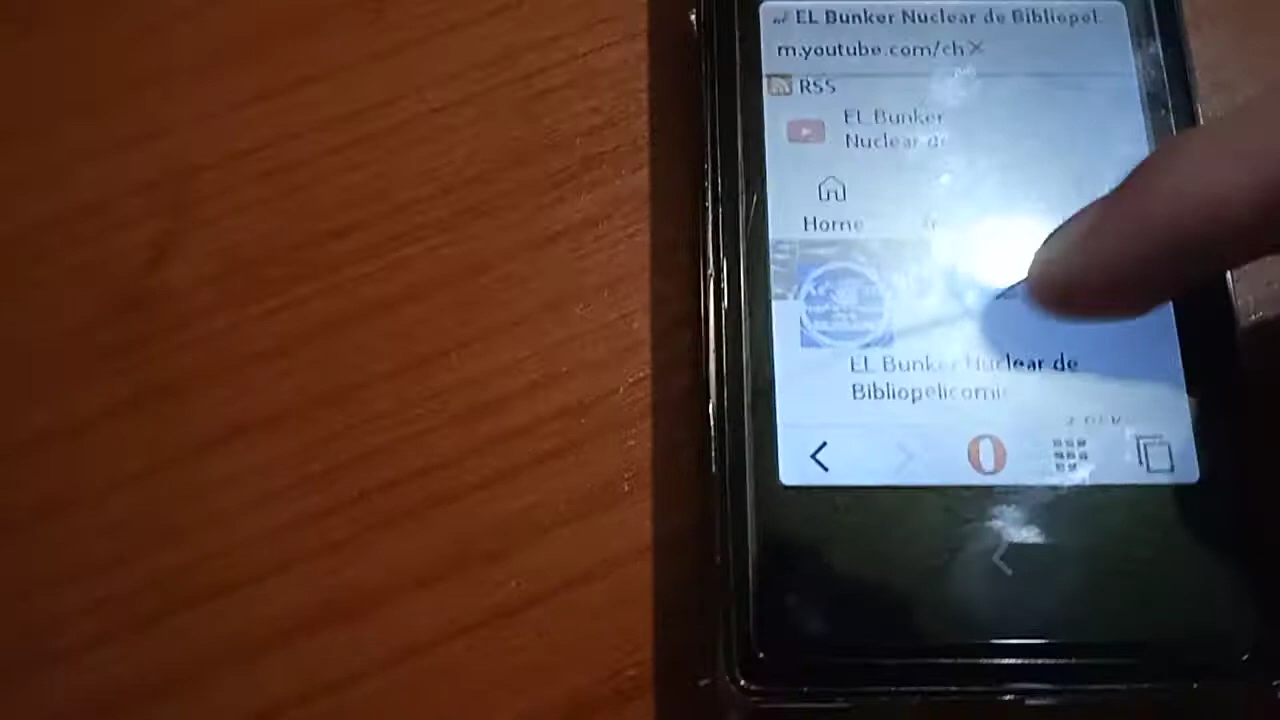 EL Bunker Nuclear de Bibliopel.
m.youtube.com/ch
RSS
EL Bunker
Nuclear de
Home
EL Bunker Nuclear de
Bibliopelicomic